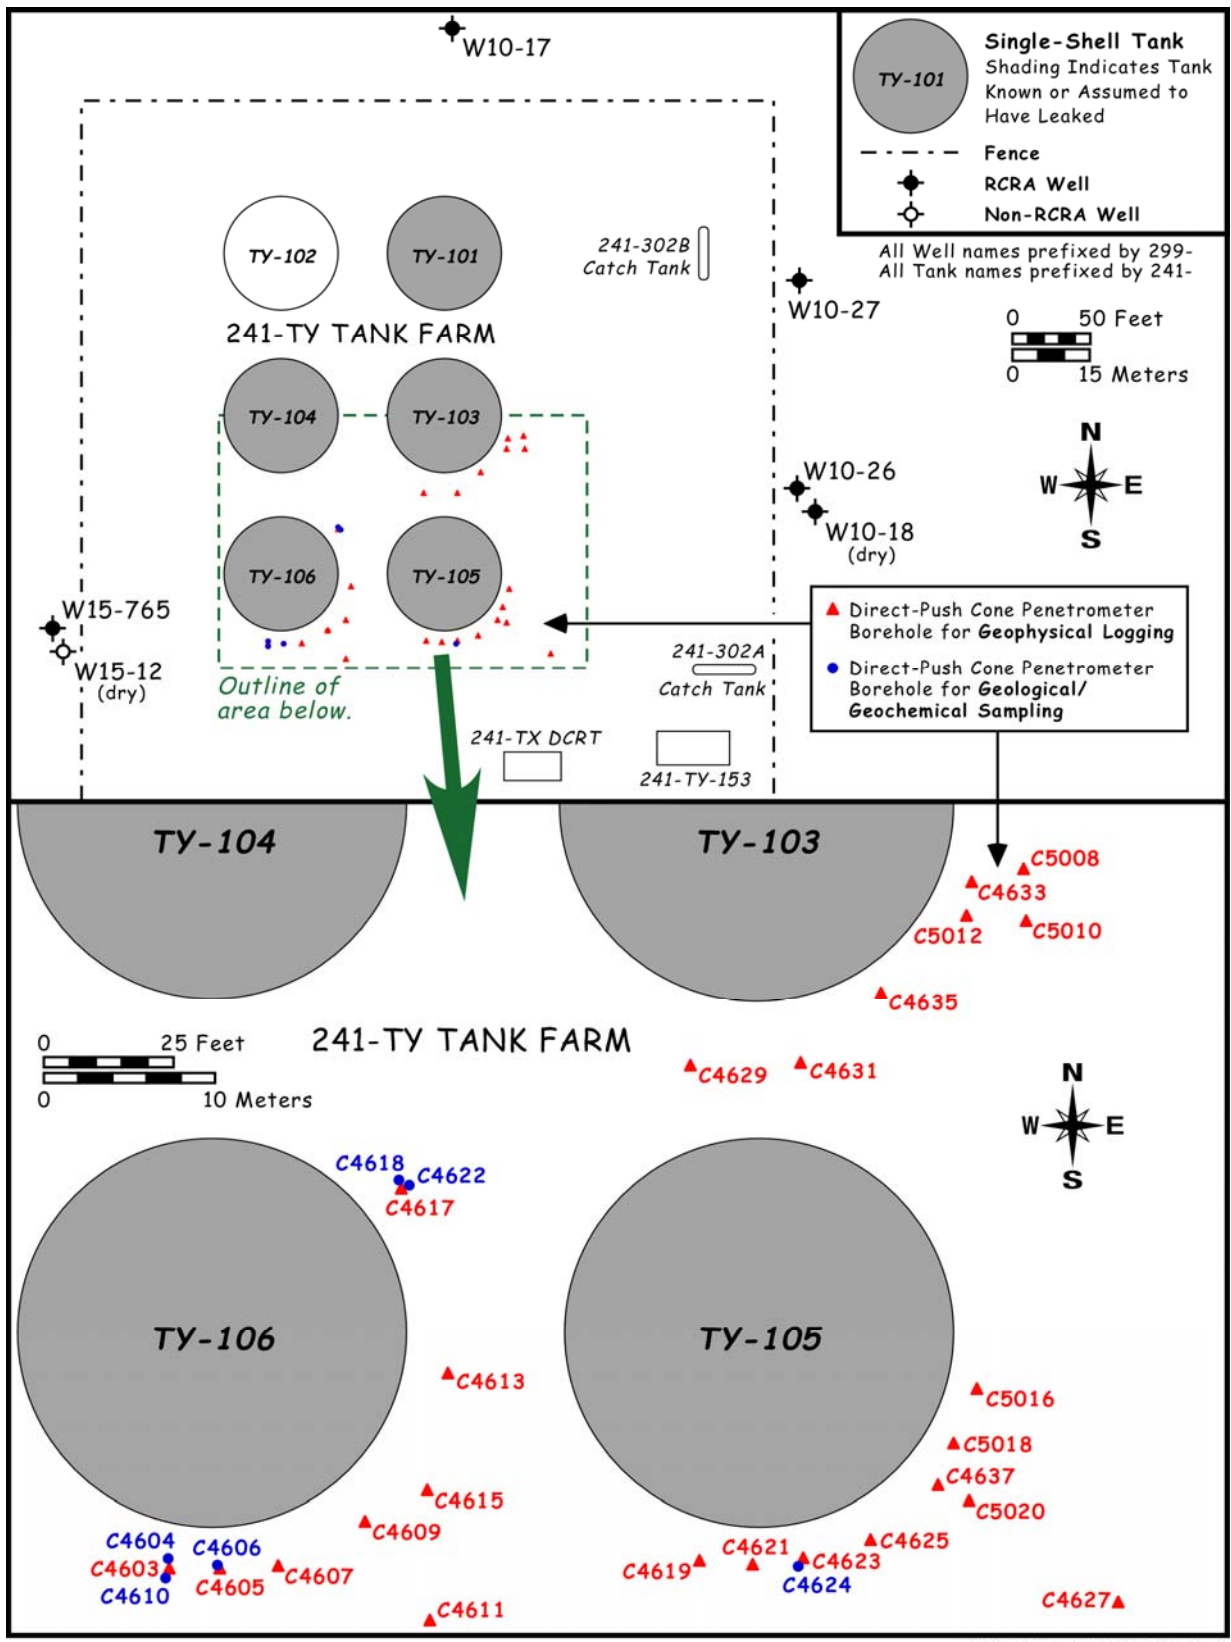 W10-17
TY-101
Single-Shell Tank
Shading Indicates Tank
Known or Assumed to
Have Leaked
Fence
RCRA Well
Non-RCRA Well
All Well names prefixed by 299-
All Tank names prefixed by 241-
TY-102
TY-101
241-302B
Catch Tank
W10-27
0 50 Feet
0 15 Meters
241-TY TANK FARM
TY-104
TY-103
N
W E
S
W10-26
W10-18
(dry)
TY-106
TY-105
W15-765
W15-12
(dry)
Direct-Push Cone Penetrometer
Borehole for Geophysical Logging
Direct-Push Cone Penetrometer
Borehole for Geological/
Geochemical Sampling
241-302A
Catch Tank
Outline of
area below.
241-TX DCRT
241-TY-153
TY-104
TY-103
C5008
C4633
C5012
C5010
C4635
0 25 Feet
0 10 Meters
241-TY TANK FARM
C4629
C4631
N
W E
S
C4618
C4622
C4617
TY-106
TY-105
C4613
C5016
C5018
C4637
C5020
C4615
C4609
C4625
C4604
C4606
C4603
C4605
C4607
C4610
C4611
C4621
C4619
C4623
C4624
C4627